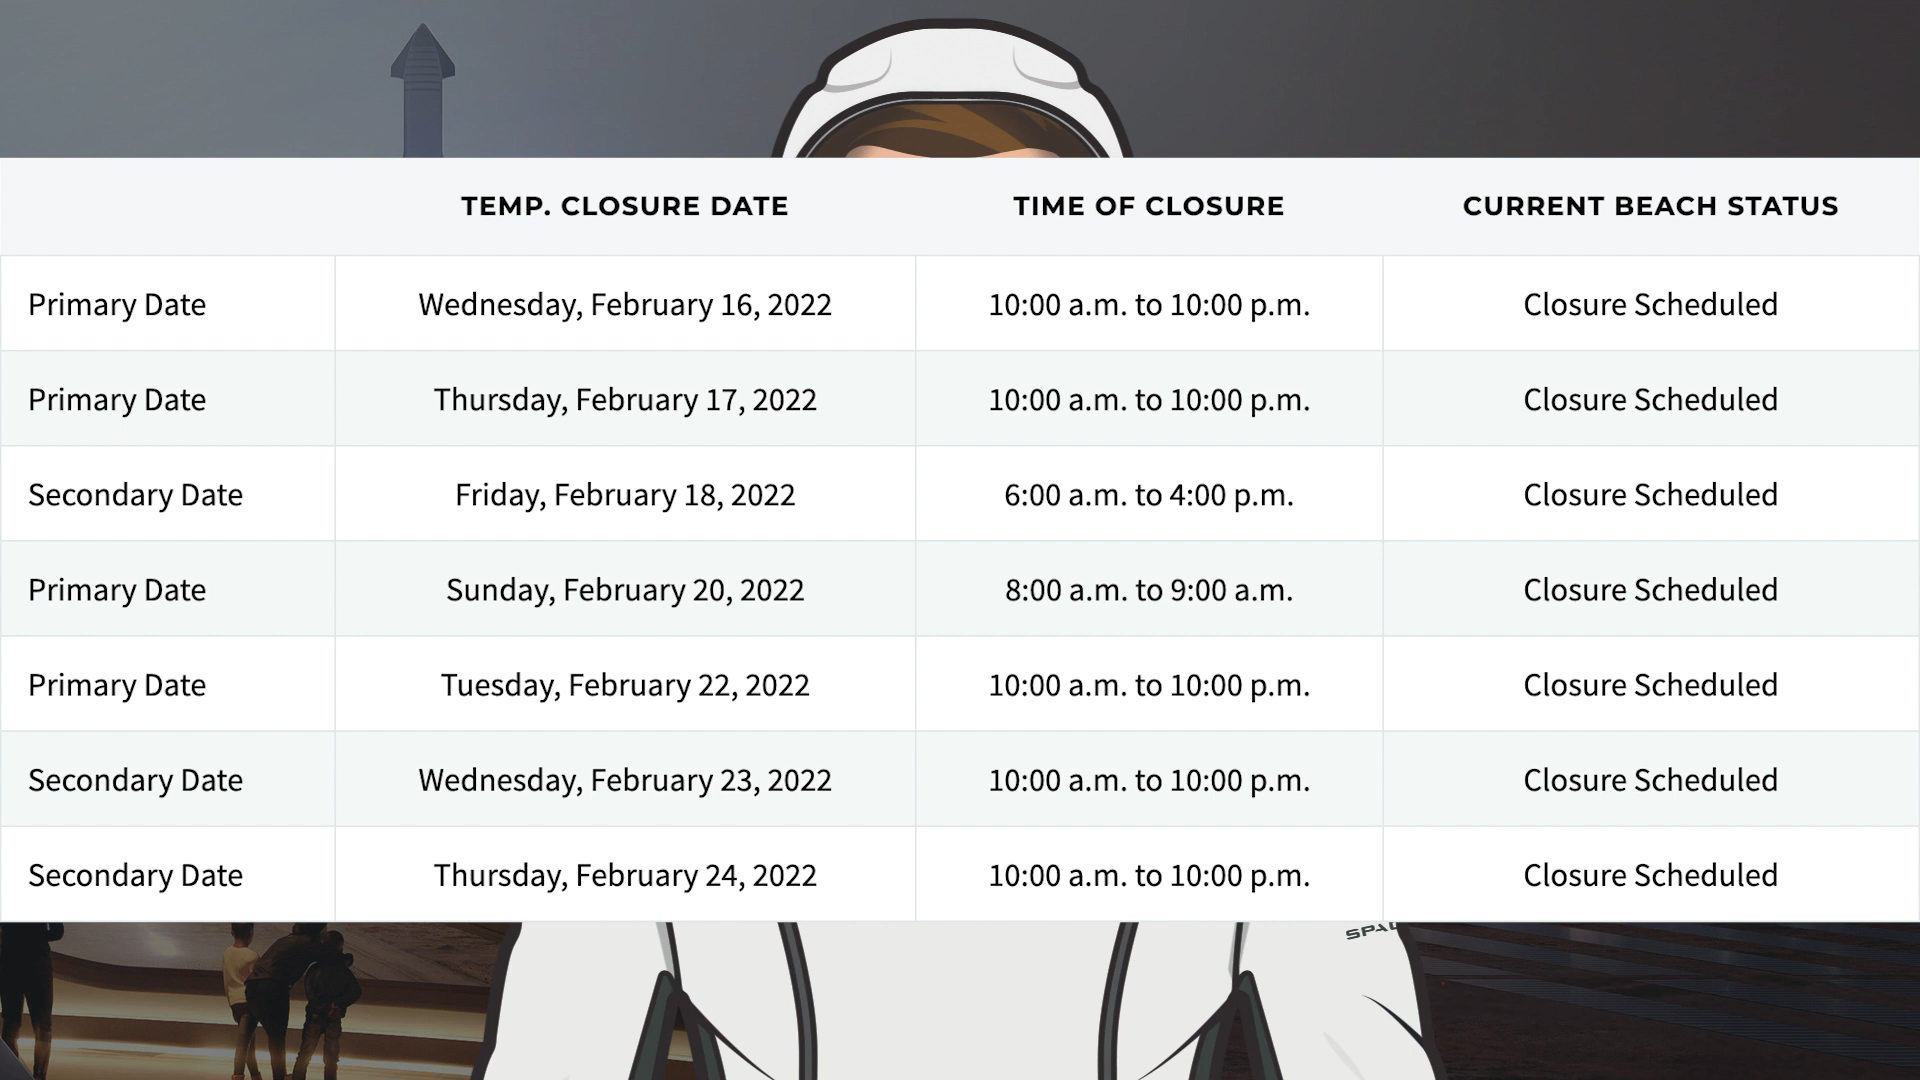 TEMP. CLOSURE DATE TIME OF CLOSURE CURRENT BEACH STATUS
Primary Date Wednesday, February 16, 2022 10:00 a.m. to 10:00 p.m. Closure Scheduled
Primary Date Thursday, February 17, 2022 10:00 a.m. to 10:00 p.m. Closure Scheduled
Secondary Date Friday, February 18, 2022 6:00 a.m. to 4:00 p.m. Closure Scheduled
Primary Date Sunday, February 20, 2022 8:00 a.m. to 9:00 a.m. Closure Scheduled
Primary Date Tuesday, February 22, 2022 10:00 a.m. to 10:00 p.m. Closure Scheduled
Secondary Date Wednesday, February 23, 2022 10:00 a.m. to 10:00 p.m. Closure Scheduled
Secondary Date Thursday, February 24, 2022 10:00 a.m. to 10:00 p.m. Closure Scheduled